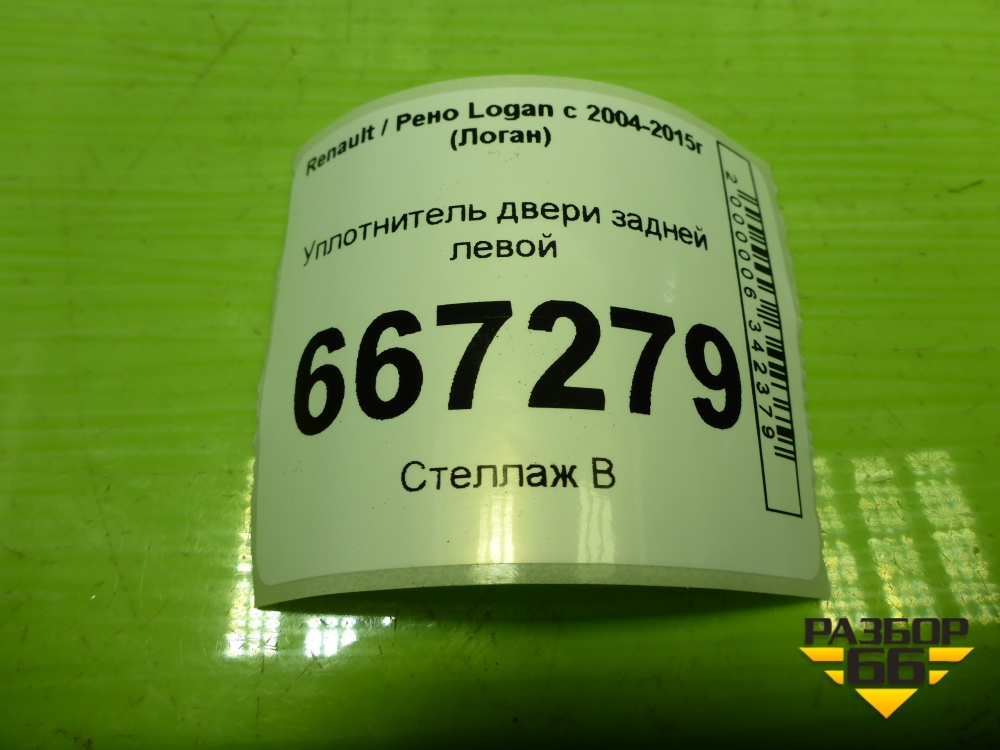 Renault / Рено Logan с 2004-2015г
(Логан)
Уплотнитель двери задней
левой
667279
Стеллаж В
2000006342379
РАЗБОР
66